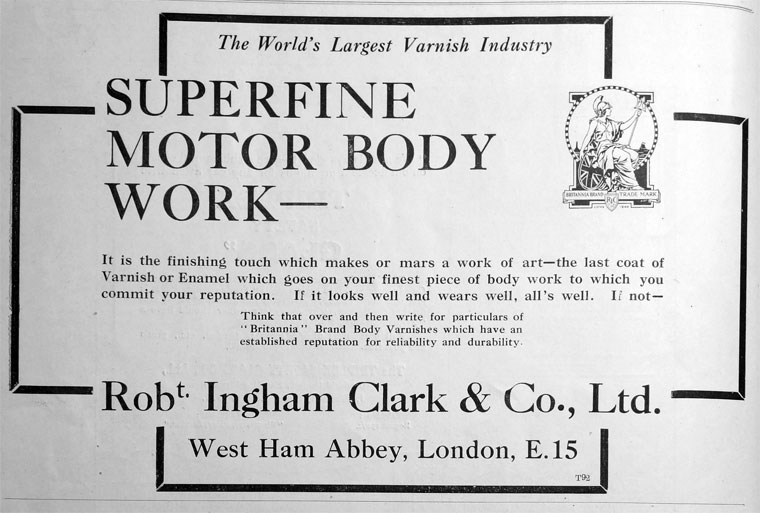 The World's Largest Varnish Industry
SUPERFINE
MOTOR BODY
WORK—
BRITANNIA BRAND TRADE MARK
It is the finishing touch which makes or mars a work of art—the last coat of
Varnish or Enamel which goes on your finest piece of body work to which you
commit your reputation. If it looks well and wears well, all's well. If not—
Think that over and then write for particulars of
"Britannia" Brand Body Varnishes which have an
established reputation for reliability and durability.
Robt. Ingham Clark & Co., Ltd.
West Ham Abbey, London, E.15
T92